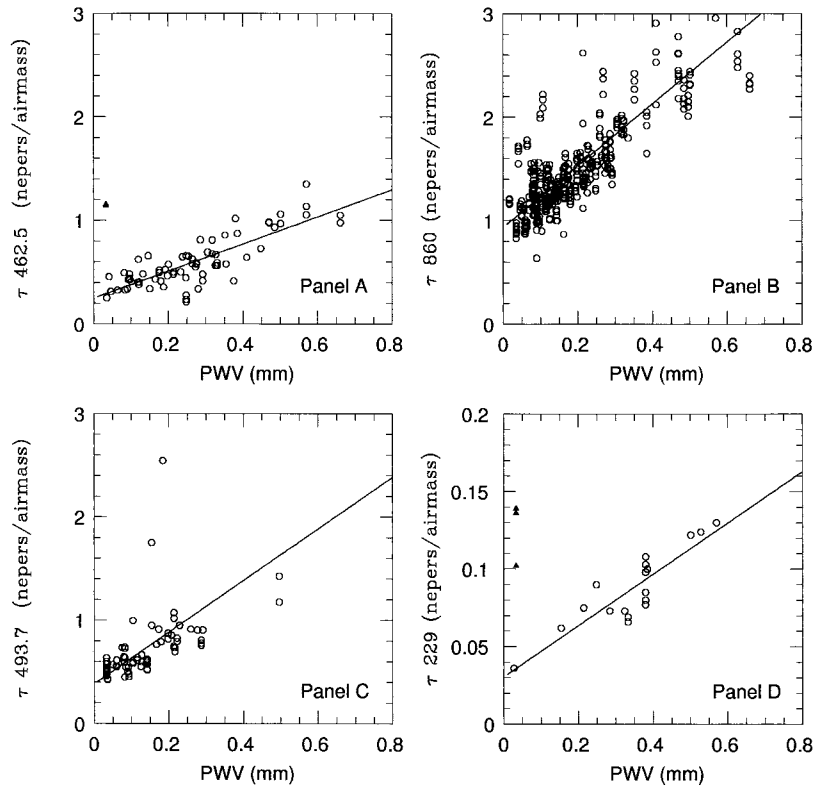 3
2
1
0
τ 462.5 (nepers/airmass)
Panel A
0 0.2 0.4 0.6 0.8
PWV (mm)
3
2
1
0
τ 860 (nepers/airmass)
Panel B
0 0.2 0.4 0.6 0.8
PWV (mm)
3
2
1
0
τ 493.7 (nepers/airmass)
Panel C
0 0.2 0.4 0.6 0.8
PWV (mm)
0.2
0.15
0.1
0.05
0
τ 229 (nepers/airmass)
Panel D
0 0.2 0.4 0.6 0.8
PWV (mm)